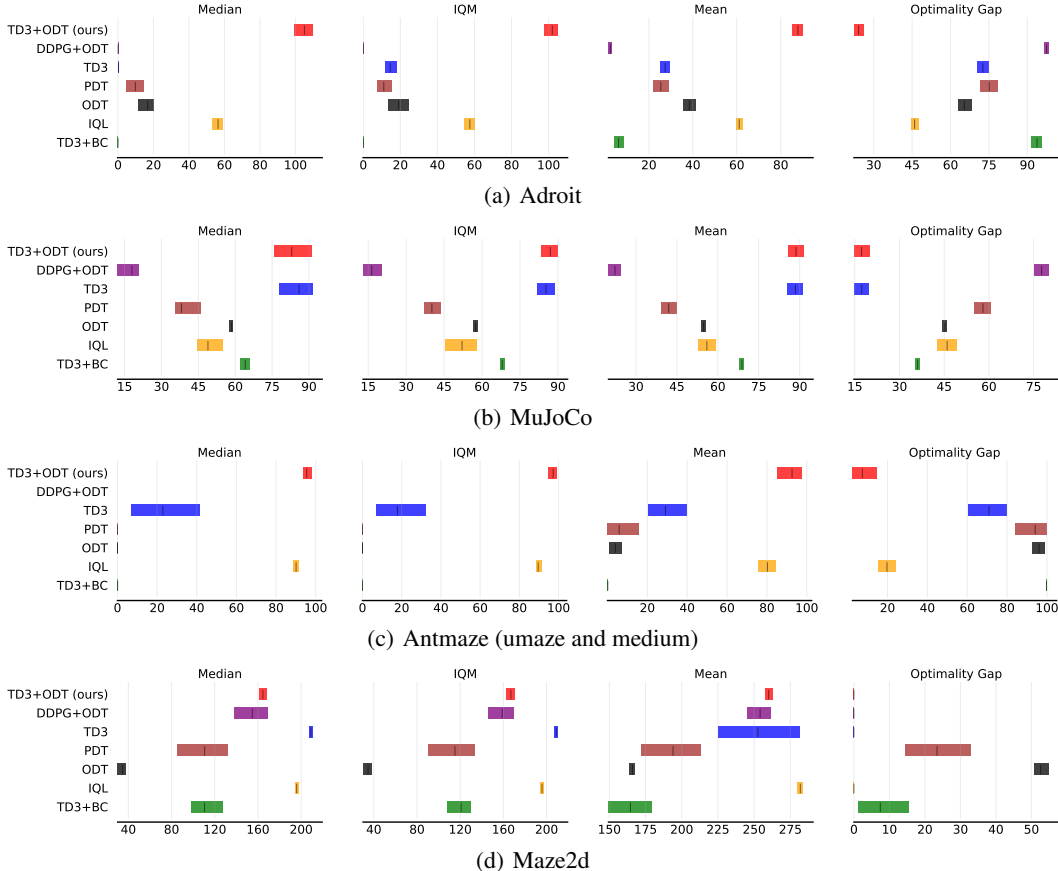 Median IQM Mean Optimality Gap
TD3+ODT (ours)
DDPG+ODT
TD3
PDT
ODT
IQL
TD3+BC
0 20 40 60 80 100 0 20 40 60 80 100 20 40 60 80 30 45 60 75 90
(a) Adroit
Median IQM Mean Optimality Gap
TD3+ODT (ours)
DDPG+ODT
TD3
PDT
ODT
IQL
TD3+BC
15 30 45 60 75 90 15 30 45 60 75 90 30 45 60 75 90 15 30 45 60 75
(b) MuJoCo
Median IQM Mean Optimality Gap
TD3+ODT (ours)
DDPG+ODT
TD3
PDT
ODT
IQL
TD3+BC
0 20 40 60 80 100 0 20 40 60 80 100 20 40 60 80 100 20 40 60 80 100
(c) Antmaze (umaze and medium)
Median IQM Mean Optimality Gap
TD3+ODT (ours)
DDPG+ODT
TD3
PDT
ODT
IQL
TD3+BC
40 80 120 160 200 40 80 120 160 200 150 175 200 225 250 275 0 10 20 30 40 50
(d) Maze2d